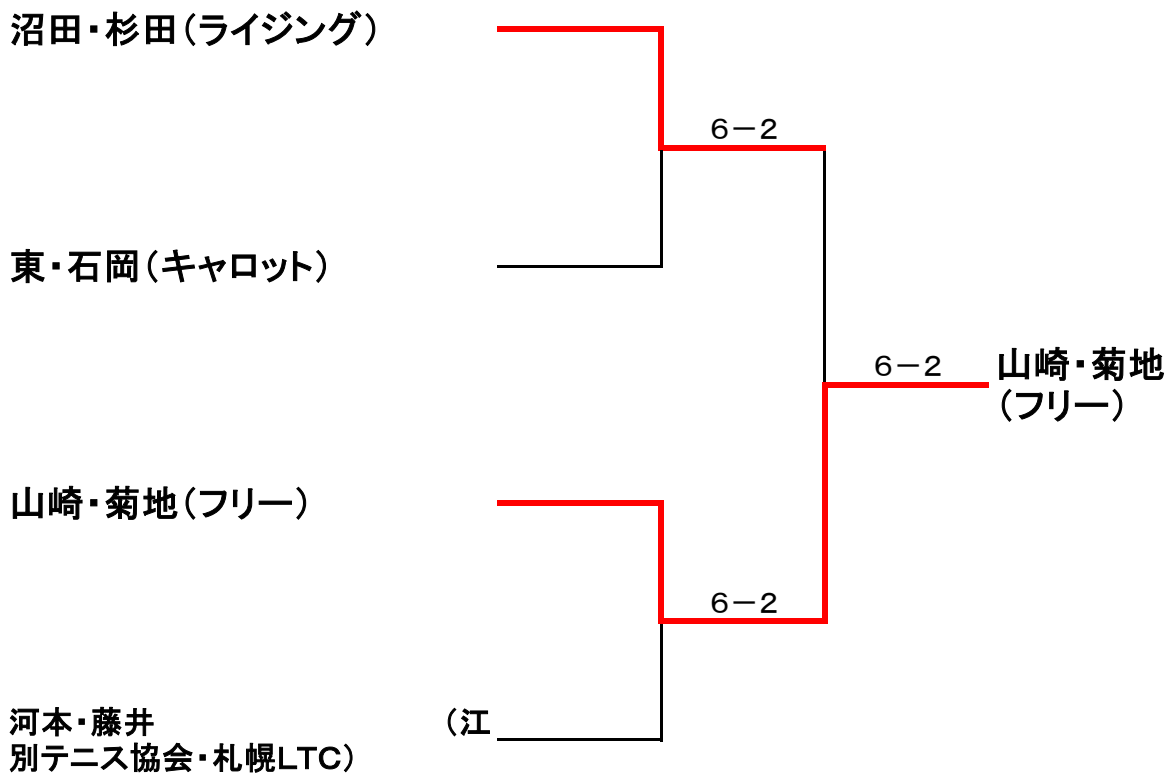 沼田・杉田（ライジング）
６－２
東・石岡（キャロット）
６－２
山崎・菊地
（フリー）
山崎・菊地（フリー）
６－２
河本・藤井　（江
別テニス協会・札幌LTC）